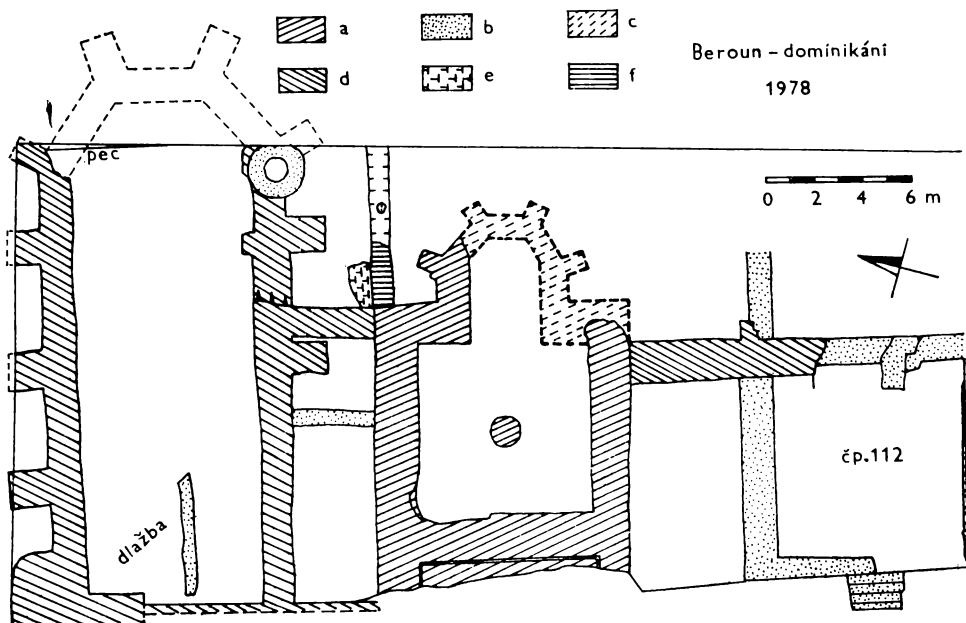 a b c
d e f
Beroun – dominikáni
1978
pec
0 2 4 6 m
čp.112
dlažba